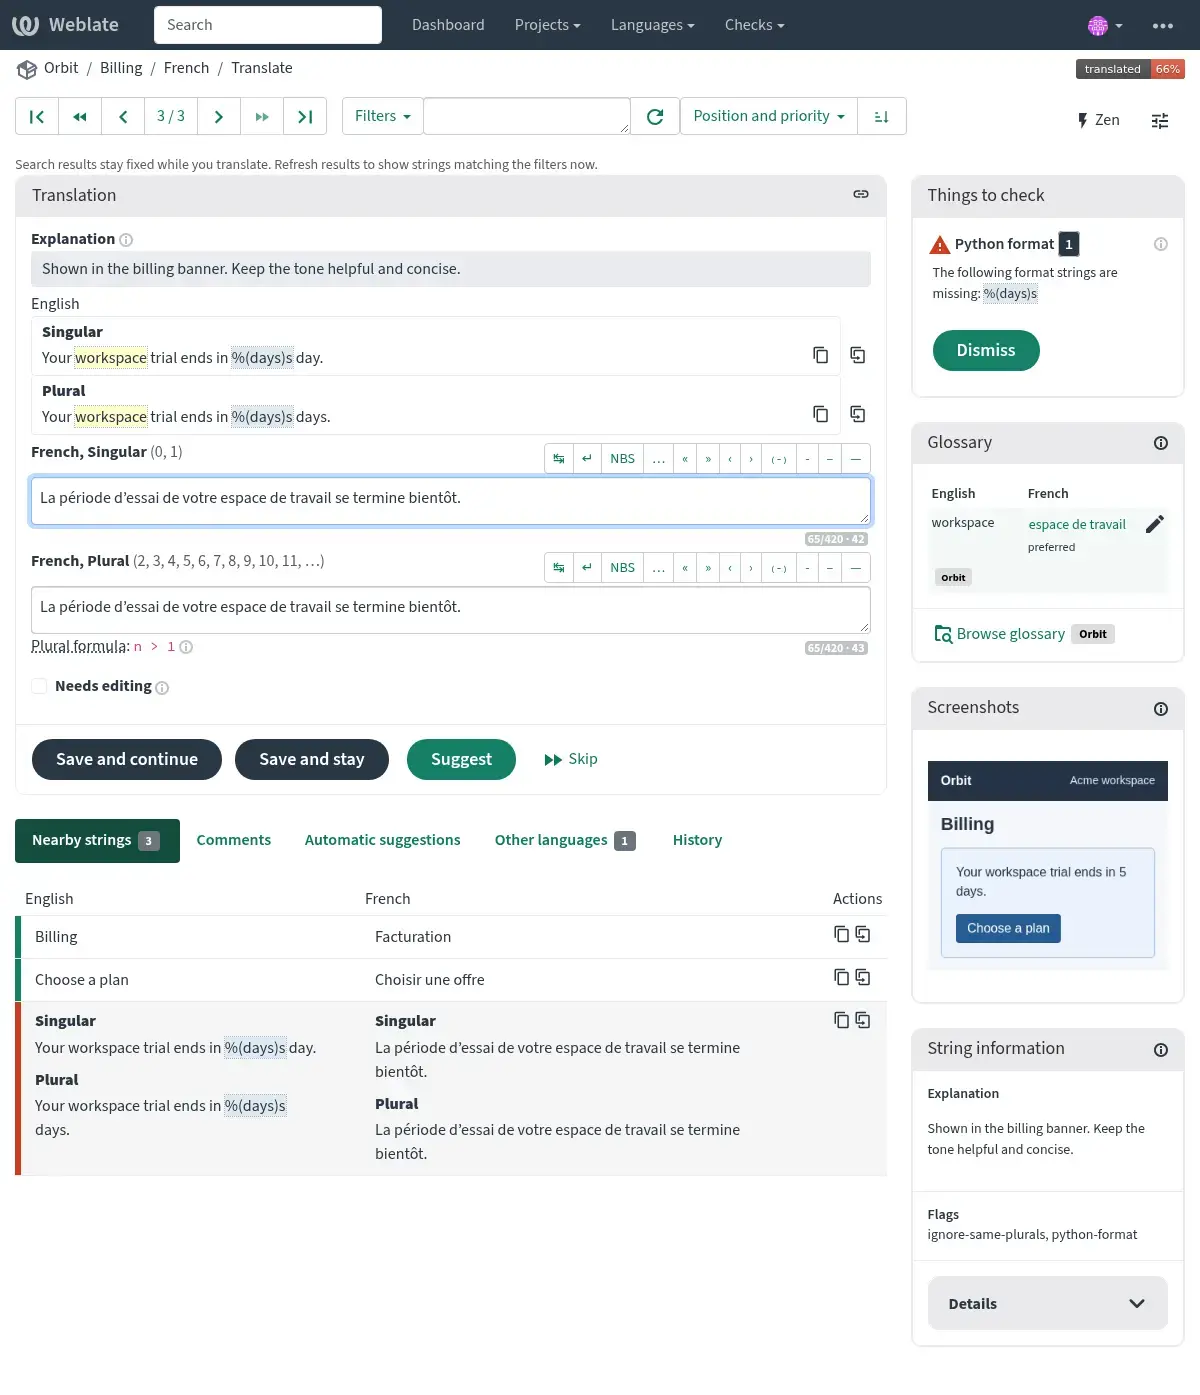 Weblate
Search
Dashboard
Projects
Languages
Checks
Orbit / Billing / French / Translate
translated 66%
3 / 3
Filters
Position and priority
Zen
Search results stay fixed while you translate. Refresh results to show strings matching the filters now.
Translation
Explanation
Shown in the billing banner. Keep the tone helpful and concise.
English
Singular
Your workspace trial ends in %(days)s day.
Plural
Your workspace trial ends in %(days)s days.
French, Singular (0, 1)
NBS … « » ‹ › (-) - – —
La période d’essai de votre espace de travail se termine bientôt.
65/420 · 42
French, Plural (2, 3, 4, 5, 6, 7, 8, 9, 10, 11, …)
NBS … « » ‹ › (-) - – —
La période d’essai de votre espace de travail se termine bientôt.
Plural formula: n > 1
65/420 · 43
Needs editing
Save and continue
Save and stay
Suggest
Skip
Nearby strings 3
Comments
Automatic suggestions
Other languages 1
History
English
French
Actions
Billing
Facturation
Choose a plan
Choisir une offre
Singular
Your workspace trial ends in %(days)s day.
Plural
Your workspace trial ends in %(days)s
days.
Singular
La période d’essai de votre espace de travail se termine
bientôt.
Plural
La période d’essai de votre espace de travail se termine
bientôt.
Things to check
Python format 1
The following format strings are
missing: %(days)s
Dismiss
Glossary
English
French
workspace
espace de travail
preferred
Orbit
Browse glossary Orbit
Screenshots
Orbit
Acme workspace
Billing
Your workspace trial ends in 5
days.
Choose a plan
String information
Explanation
Shown in the billing banner. Keep the
tone helpful and concise.
Flags
ignore-same-plurals, python-format
Details